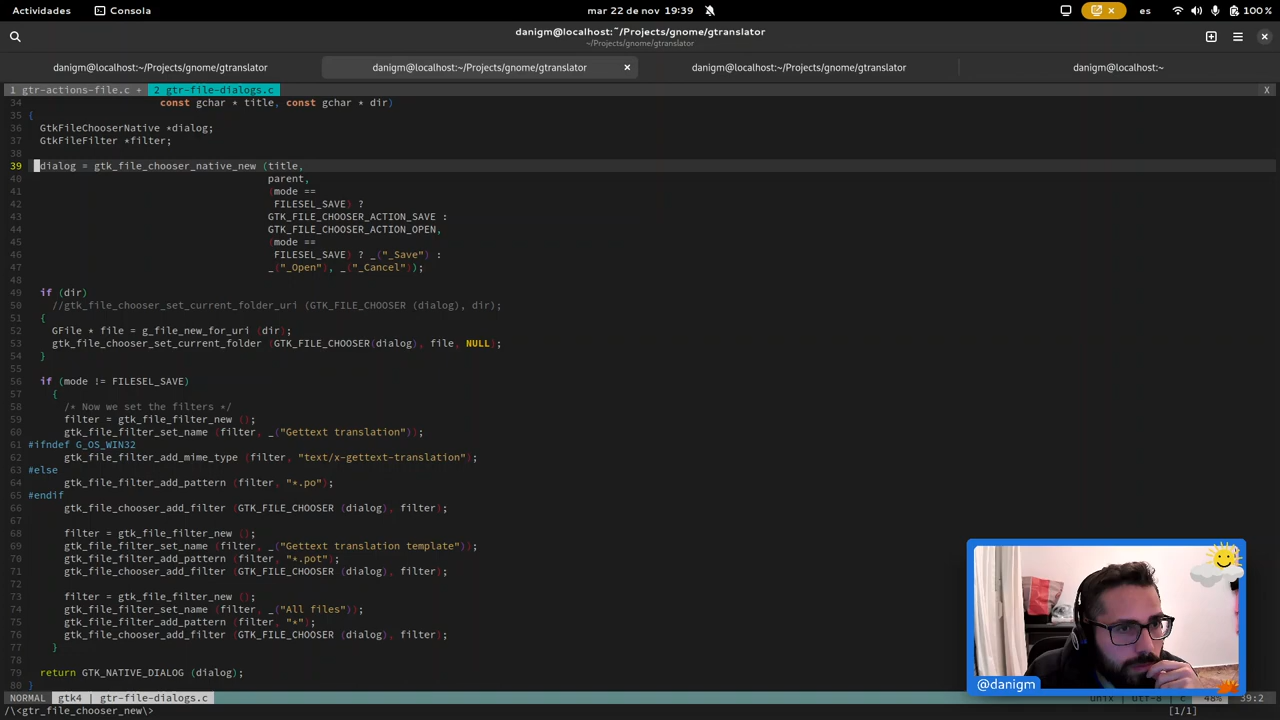 Actividades
Consola
mar 22 de nov 19:39
es
100 %
danigm@localhost:~/Projects/gnome/gtranslator
~/Projects/gnome/gtranslator
danigm@localhost:~/Projects/gnome/gtranslator
danigm@localhost:~/Projects/gnome/gtranslator
danigm@localhost:~/Projects/gnome/gtranslator
danigm@localhost:~
1 gtr-actions-file.c + 2 gtr-file-dialogs.c X
34 const gchar * title, const gchar * dir)
35 {
36 GtkFileChooserNative *dialog;
37 GtkFileFilter *filter;
38
39 dialog = gtk_file_chooser_native_new (title,
40 parent,
41 (mode ==
42 FILESEL_SAVE) ?
43 GTK_FILE_CHOOSER_ACTION_SAVE :
44 GTK_FILE_CHOOSER_ACTION_OPEN,
45 (mode ==
46 FILESEL_SAVE) ? _("_Save") :
47 _("_Open"), _("_Cancel"));
48
49 if (dir)
50 //gtk_file_chooser_set_current_folder_uri (GTK_FILE_CHOOSER (dialog), dir);
51 {
52 GFile * file = g_file_new_for_uri (dir);
53 gtk_file_chooser_set_current_folder (GTK_FILE_CHOOSER(dialog), file, NULL);
54 }
55
56 if (mode != FILESEL_SAVE)
57 {
58 /* Now we set the filters */
59 filter = gtk_file_filter_new ();
60 gtk_file_filter_set_name (filter, _("Gettext translation"));
61 #ifndef G_OS_WIN32
62 gtk_file_filter_add_mime_type (filter, "text/x-gettext-translation");
63 #else
64 gtk_file_filter_add_pattern (filter, "*.po");
65 #endif
66 gtk_file_chooser_add_filter (GTK_FILE_CHOOSER (dialog), filter);
67
68 filter = gtk_file_filter_new ();
69 gtk_file_filter_set_name (filter, _("Gettext translation template"));
70 gtk_file_filter_add_pattern (filter, "*.pot");
71 gtk_file_chooser_add_filter (GTK_FILE_CHOOSER (dialog), filter);
72
73 filter = gtk_file_filter_new ();
74 gtk_file_filter_set_name (filter, _("All files"));
75 gtk_file_filter_add_pattern (filter, "*");
76 gtk_file_chooser_add_filter (GTK_FILE_CHOOSER (dialog), filter);
77 }
78
79 return GTK_NATIVE_DIALOG (dialog);
80 }
@danigm
NORMAL gtk4 | gtr-file-dialogs.c unix | utf-8 | c 48% 39:2
/\<gtr_file_chooser_new\> [1/1]